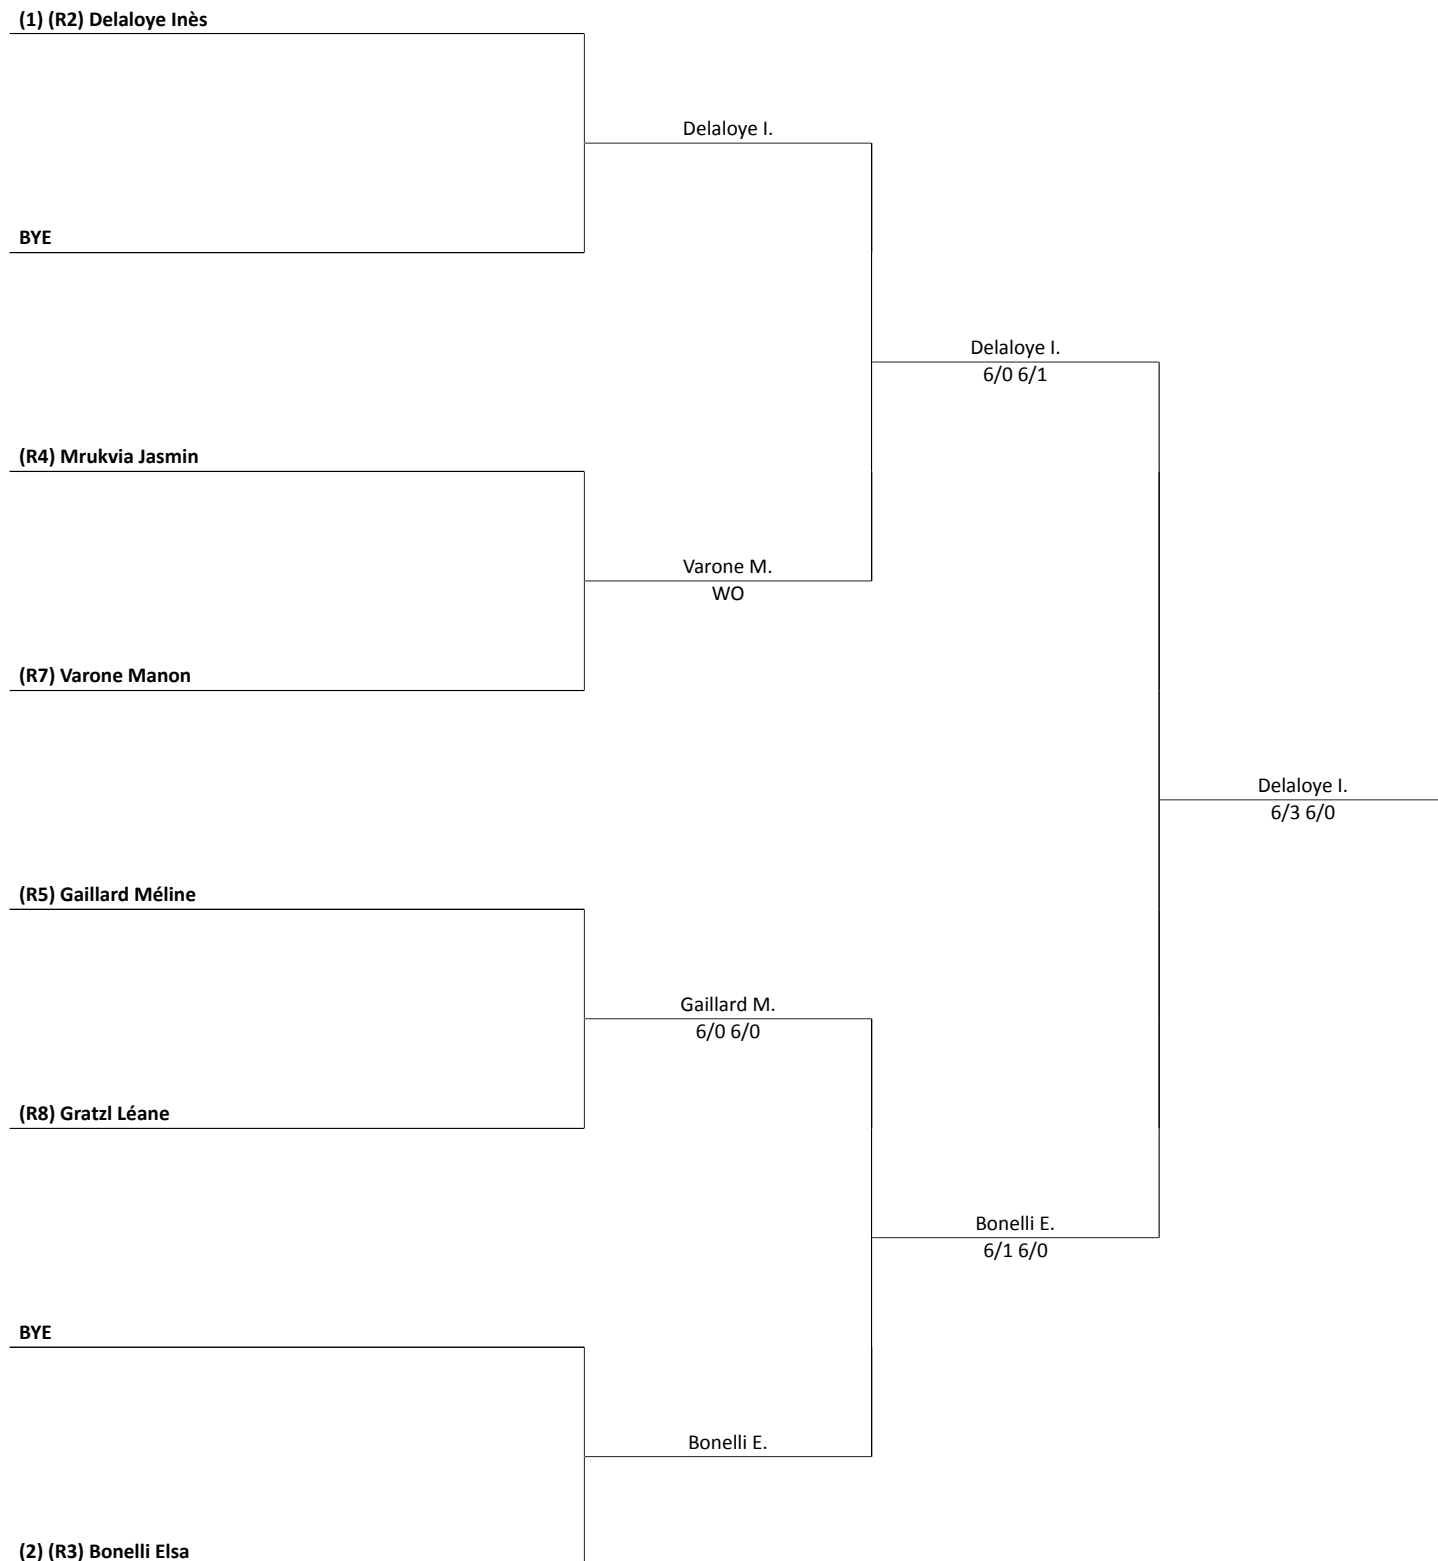 (1) (R2) Delaloye Inès
Delaloye I.
BYE
Delaloye I.
6/0 6/1
(R4) Mrukvia Jasmin
Varone M.
WO
(R7) Varone Manon
Delaloye I.
6/3 6/0
(R5) Gaillard Méline
Gaillard M.
6/0 6/0
(R8) Gratzl Léane
Bonelli E.
6/1 6/0
BYE
Bonelli E.
(2) (R3) Bonelli Elsa